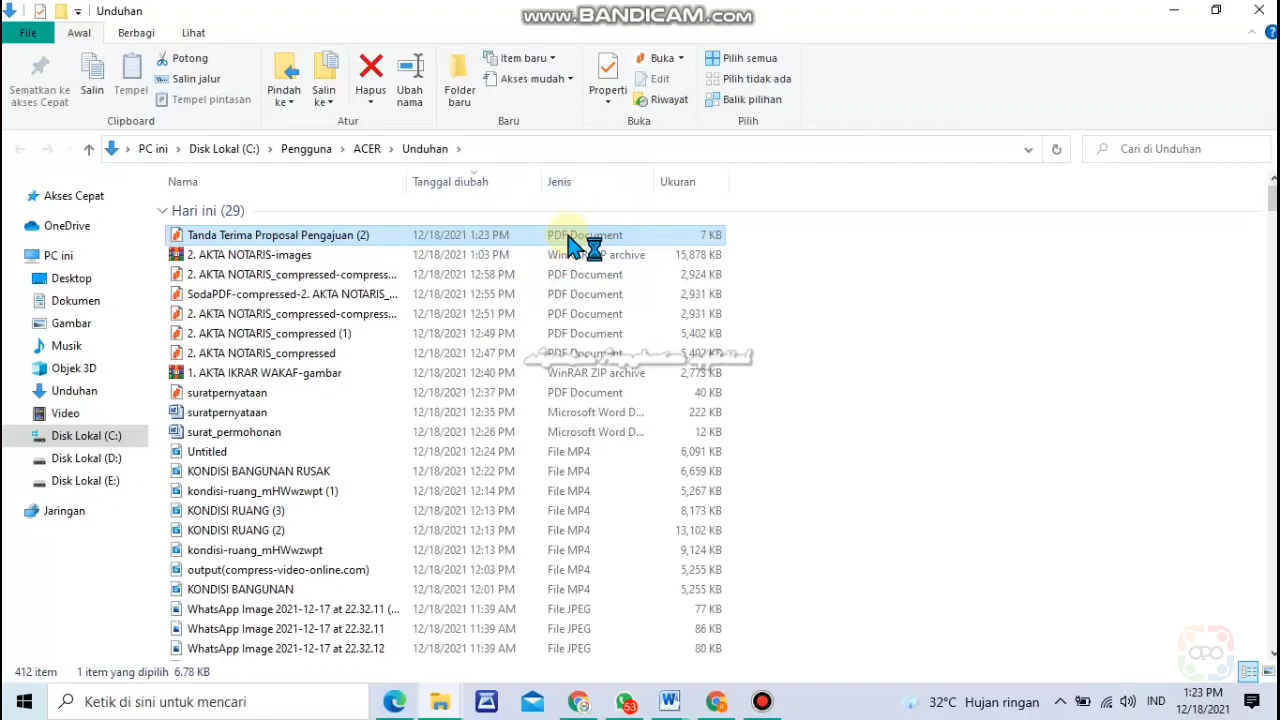 Unduhan
www.BANDICAM.com
File Awal Berbagi Lihat
Sematkan ke akses Cepat
Salin
Tempel
Potong
Salin jalur
Tempel pintasan
Clipboard
Pindah ke
Salin ke
Hapus
Ubah nama
Atur
Folder baru
Item baru
Akses mudah
Baru
Properti
Buka
Edit
Riwayat
Buka
Pilih semua
Pilih tidak ada
Balik pilihan
Pilih
PC ini > Disk Lokal (C:) > Pengguna > ACER > Unduhan >
Cari di Unduhan
Akses Cepat
OneDrive
PC ini
Desktop
Dokumen
Gambar
Musik
Objek 3D
Unduhan
Video
Disk Lokal (C:)
Disk Lokal (D:)
Disk Lokal (E:)
Jaringan
Nama Tanggal diubah Jenis Ukuran
Hari ini (29)
Tanda Terima Proposal Pengajuan (2) 12/18/2021 1:23 PM PDF Document 7 KB
2. AKTA NOTARIS-images 12/18/2021 1:03 PM WinRAR ZIP archive 15,878 KB
2. AKTA NOTARIS_compressed-compress... 12/18/2021 12:58 PM PDF Document 2,924 KB
SodaPDF-compressed-2. AKTA NOTARIS_... 12/18/2021 12:55 PM PDF Document 2,931 KB
2. AKTA NOTARIS_compressed-compress... 12/18/2021 12:51 PM PDF Document 2,931 KB
2. AKTA NOTARIS_compressed (1) 12/18/2021 12:49 PM PDF Document 5,402 KB
2. AKTA NOTARIS_compressed 12/18/2021 12:47 PM PDF Document 5,402 KB
1. AKTA IKRAR WAKAF-gambar 12/18/2021 12:40 PM WinRAR ZIP archive 2,773 KB
suratpernyataan 12/18/2021 12:37 PM PDF Document 40 KB
suratpernyataan 12/18/2021 12:35 PM Microsoft Word D... 222 KB
surat_permohonan 12/18/2021 12:26 PM Microsoft Word D... 12 KB
Untitled 12/18/2021 12:24 PM File MP4 6,091 KB
KONDISI BANGUNAN RUSAK 12/18/2021 12:22 PM File MP4 6,659 KB
kondisi-ruang_mHWwzwpt (1) 12/18/2021 12:14 PM File MP4 5,267 KB
KONDISI RUANG (3) 12/18/2021 12:13 PM File MP4 8,173 KB
KONDISI RUANG (2) 12/18/2021 12:13 PM File MP4 13,102 KB
kondisi-ruang_mHWwzwpt 12/18/2021 12:13 PM File MP4 9,124 KB
output(compress-video-online.com) 12/18/2021 12:03 PM File MP4 5,255 KB
KONDISI BANGUNAN 12/18/2021 12:01 PM File MP4 5,255 KB
WhatsApp Image 2021-12-17 at 22.32.11 (... 12/18/2021 11:39 AM File JPEG 77 KB
WhatsApp Image 2021-12-17 at 22.32.11 12/18/2021 11:39 AM File JPEG 86 KB
WhatsApp Image 2021-12-17 at 22.32.12 12/18/2021 11:39 AM File JPEG 80 KB
OPO
412 item 1 item yang dipilih 6.78 KB
Ketik di sini untuk mencari
53
32°C Hujan ringan
IND
1:23 PM
12/18/2021